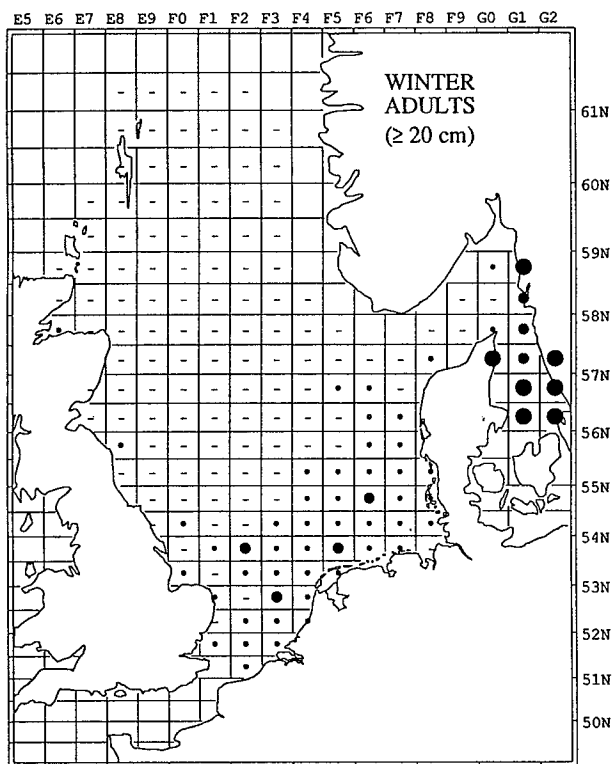 E5 E6 E7 E8 E9 F0 F1 F2 F3 F4 F5 F6 F7 F8 F9 G0 G1 G2
WINTER
ADULTS
(≥ 20 cm)
61N
60N
59N
58N
57N
56N
55N
54N
53N
52N
51N
50N